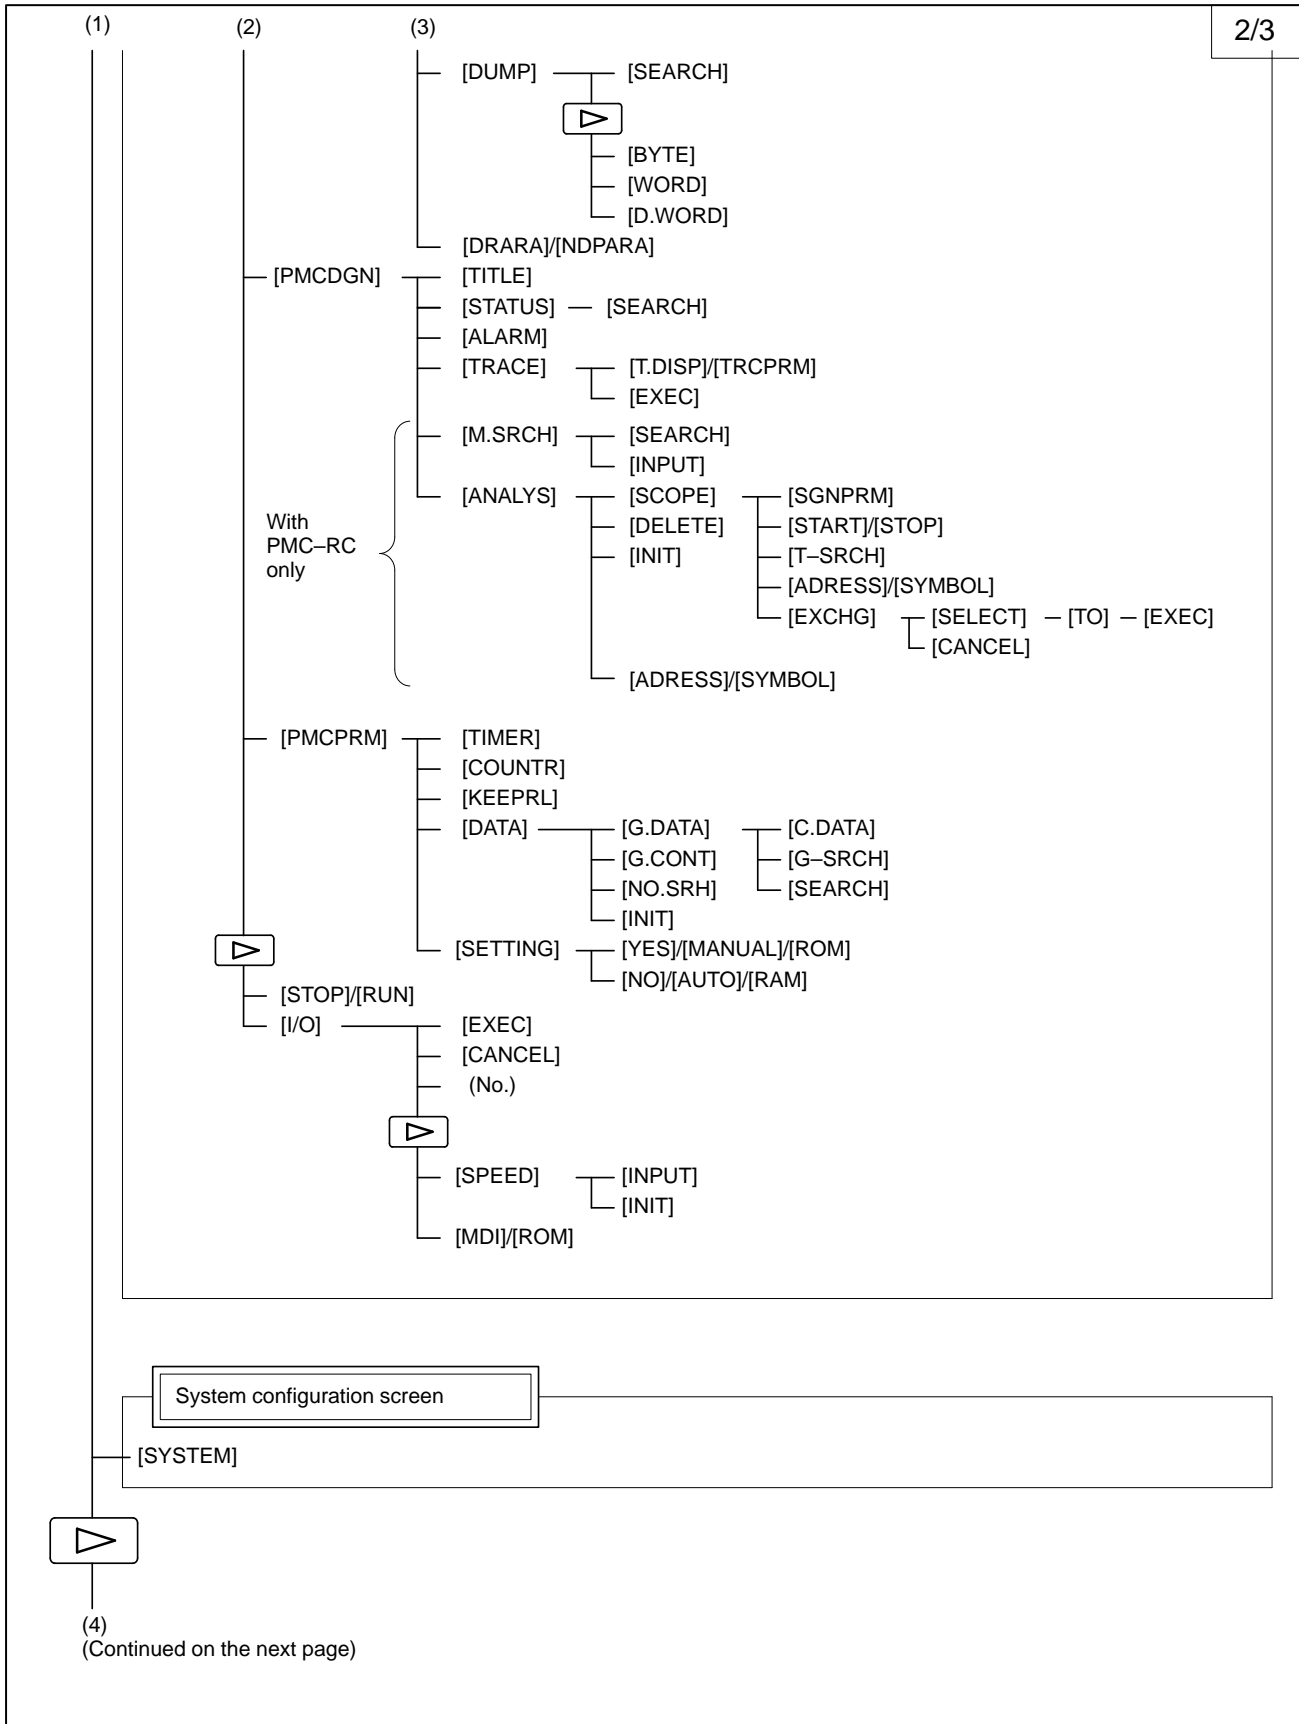 (1) (2) (3) 2/3
[DUMP] [SEARCH]
[BYTE]
[WORD]
[D.WORD]
[DRARA]/[NDPARA]
[PMCDGN] [TITLE]
[STATUS] [SEARCH]
[ALARM]
[TRACE] [T.DISP]/[TRCPRM]
[EXEC]
[M.SRCH] [SEARCH]
[INPUT]
[ANALYS] [SCOPE] [SGNPRM]
With
PMC–RC
only
[DELETE] [START]/[STOP]
[INIT] [T–SRCH]
[ADRESS]/[SYMBOL]
[EXCHG] [SELECT] [TO] [EXEC]
[CANCEL]
[ADRESS]/[SYMBOL]
[PMCPRM] [TIMER]
[COUNTR]
[KEEPRL]
[DATA] [G.DATA] [C.DATA]
[G.CONT] [G–SRCH]
[NO.SRH] [SEARCH]
[INIT]
[SETTING] [YES]/[MANUAL]/[ROM]
[NO]/[AUTO]/[RAM]
[STOP]/[RUN]
[I/O] [EXEC]
[CANCEL]
(No.)
[SPEED] [INPUT]
[INIT]
[MDI]/[ROM]
System configuration screen
[SYSTEM]
(4)
(Continued on the next page)